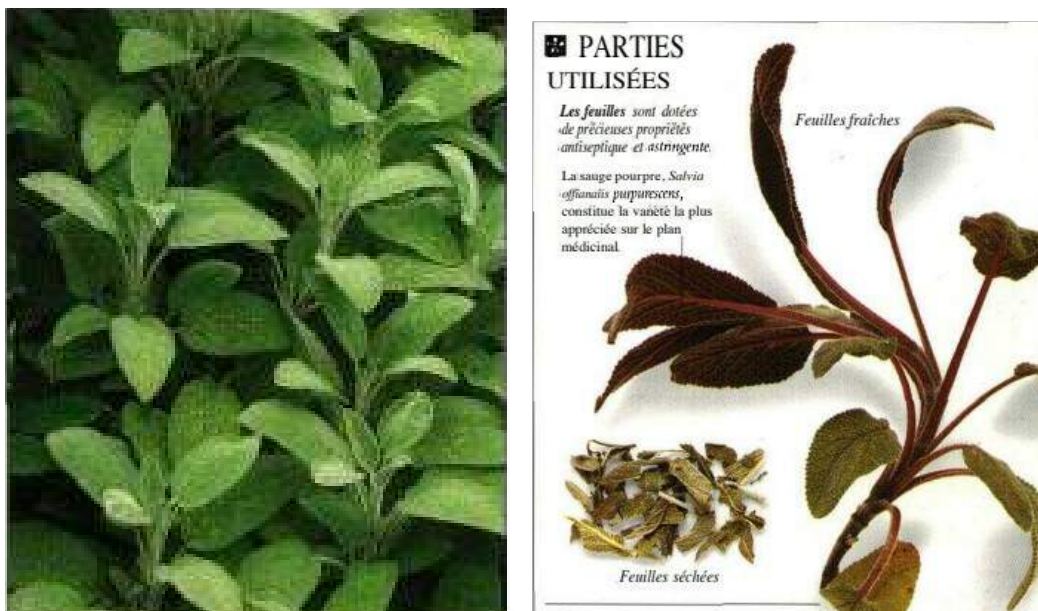 PARTIES
UTILISÉES
Les feuilles sont dotées
de précieuses propriétés
antiseptique et astringente.
Feuilles fraîches
La sauge pourpre, Salvia
offianaiis purpurescens,
constitue la variété la plus
appréciée sur le plan
médicinal.
Feuilles séchées